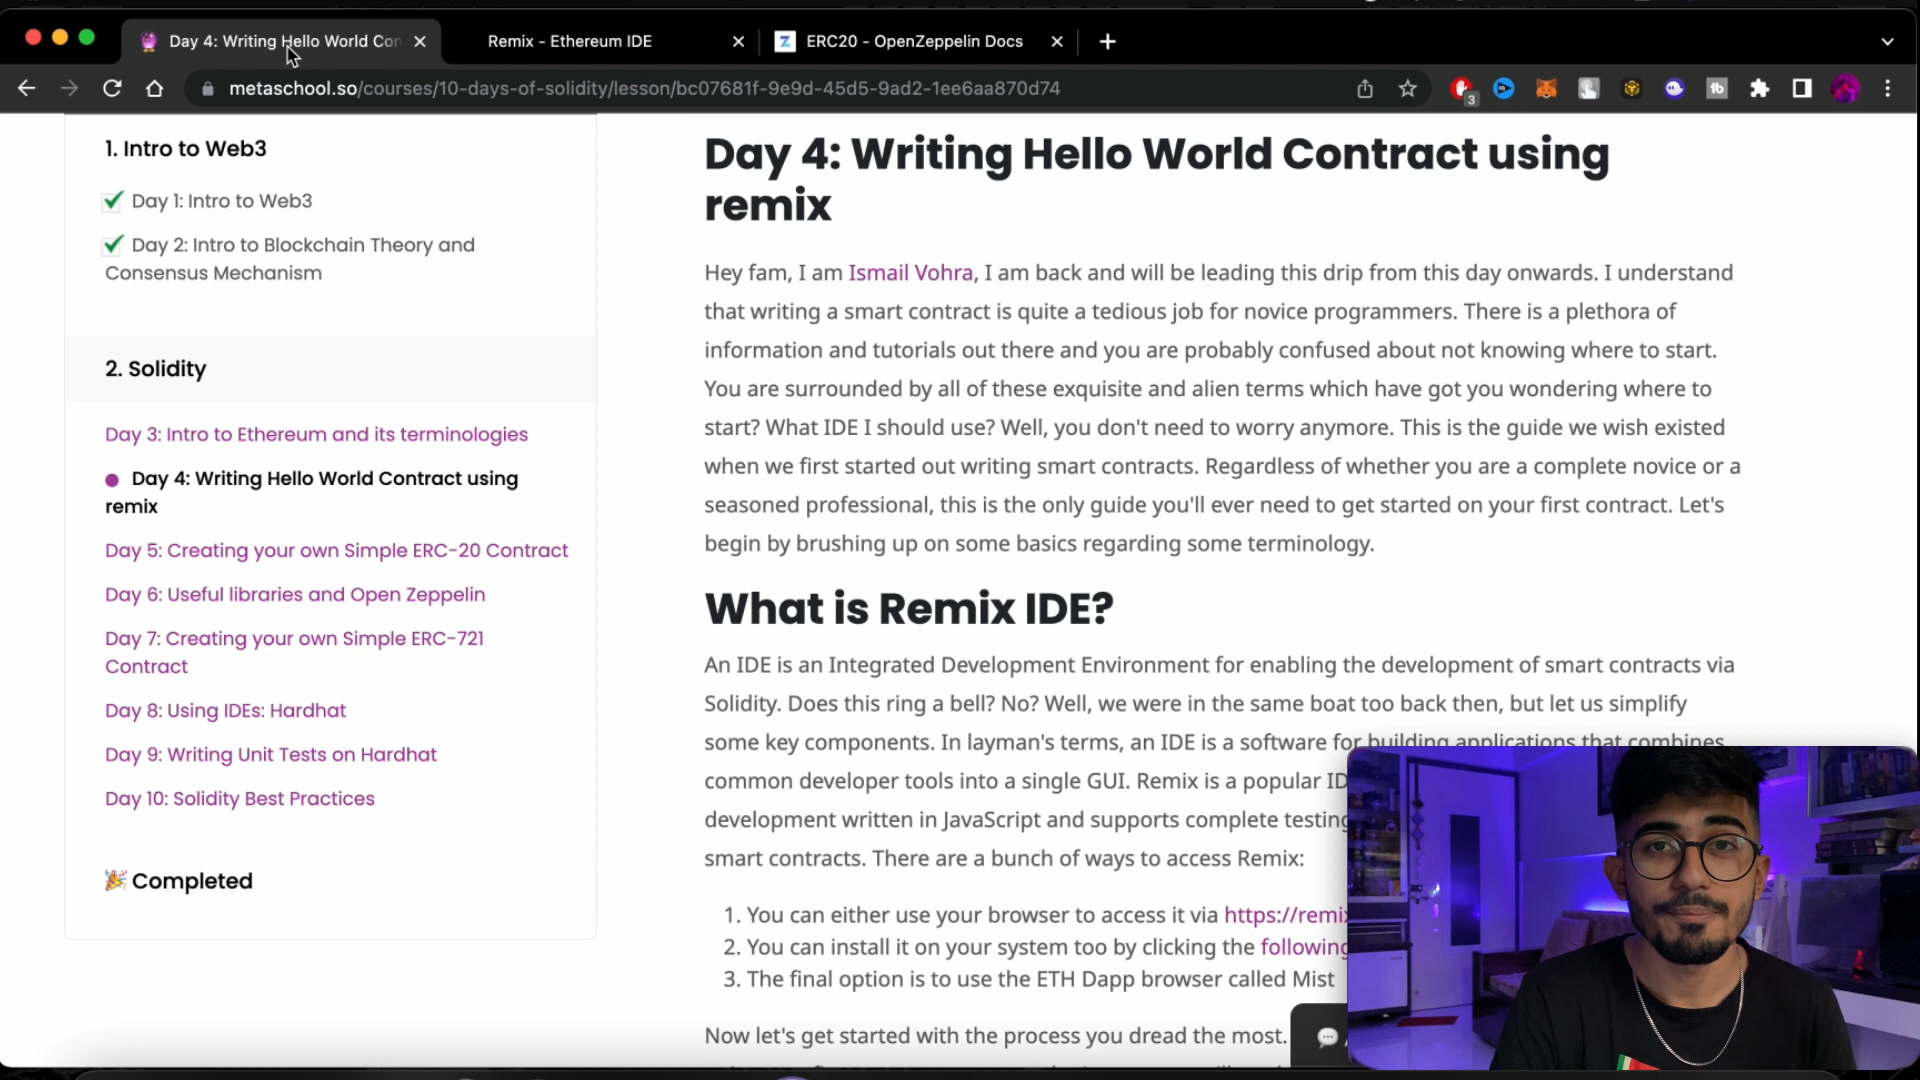 Day 4: Writing Hello World Con
Remix - Ethereum IDE
ERC20 - OpenZeppelin Docs
metaschool.so/courses/10-days-of-solidity/lesson/bc07681f-9e9d-45d5-9ad2-1ee6aa870d74
3
1. Intro to Web3
Day 1: Intro to Web3
Day 2: Intro to Blockchain Theory and
Consensus Mechanism
2. Solidity
Day 3: Intro to Ethereum and its terminologies
Day 4: Writing Hello World Contract using
remix
Day 5: Creating your own Simple ERC-20 Contract
Day 6: Useful libraries and Open Zeppelin
Day 7: Creating your own Simple ERC-721
Contract
Day 8: Using IDEs: Hardhat
Day 9: Writing Unit Tests on Hardhat
Day 10: Solidity Best Practices
Completed
Day 4: Writing Hello World Contract using
remix
Hey fam, I am Ismail Vohra, I am back and will be leading this drip from this day onwards. I understand
that writing a smart contract is quite a tedious job for novice programmers. There is a plethora of
information and tutorials out there and you are probably confused about not knowing where to start.
You are surrounded by all of these exquisite and alien terms which have got you wondering where to
start? What IDE I should use? Well, you don't need to worry anymore. This is the guide we wish existed
when we first started out writing smart contracts. Regardless of whether you are a complete novice or a
seasoned professional, this is the only guide you'll ever need to get started on your first contract. Let's
begin by brushing up on some basics regarding some terminology.
What is Remix IDE?
An IDE is an Integrated Development Environment for enabling the development of smart contracts via
Solidity. Does this ring a bell? No? Well, we were in the same boat too back then, but let us simplify
some key components. In layman's terms, an IDE is a software for building applications that combines
common developer tools into a single GUI. Remix is a popular ID
development written in JavaScript and supports complete testing
smart contracts. There are a bunch of ways to access Remix:
1. You can either use your browser to access it via https://remix
2. You can install it on your system too by clicking the following
3. The final option is to use the ETH Dapp browser called Mist
Now let's get started with the process you dread the most.